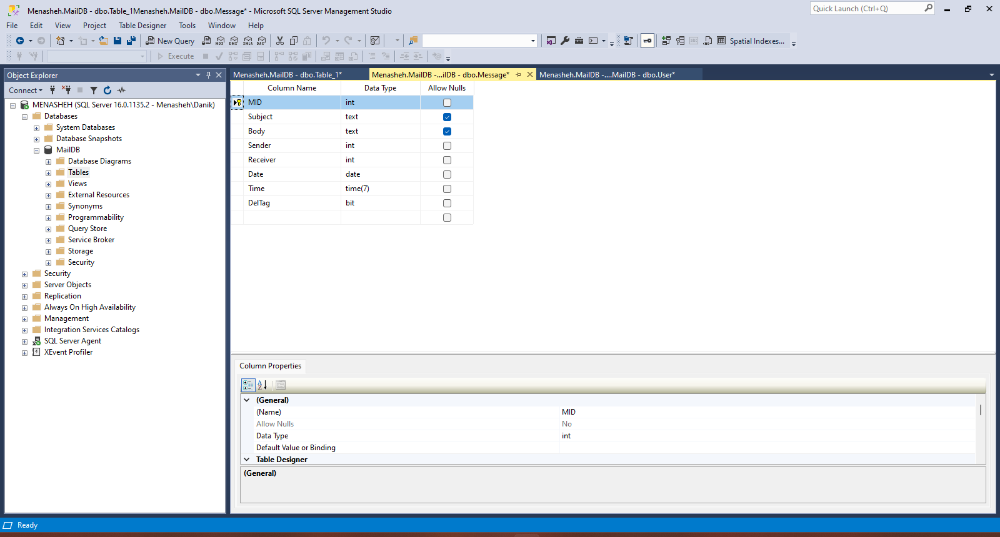 Menasheh.MailDB - dbo.Table_1Menasheh.MailDB - dbo.Message* - Microsoft SQL Server Management Studio
Quick Launch (Ctrl+Q)
File Edit View Project Table Designer Tools Window Help
New Query MDX DMX XMLA DAX Spatial Indexes...
Execute
Object Explorer
Connect
MENASHEH (SQL Server 16.0.1135.2 - Menasheh\Danik)
Databases
System Databases
Database Snapshots
MailDB
Database Diagrams
Tables
Views
External Resources
Synonyms
Programmability
Query Store
Service Broker
Storage
Security
Security
Server Objects
Replication
Always On High Availability
Management
Integration Services Catalogs
SQL Server Agent
XEvent Profiler
Menasheh.MailDB - dbo.Table_1* Menasheh.MailDB -...ilDB - dbo.Message* Menasheh.MailDB -....MailDB - dbo.User*
Column Name Data Type Allow Nulls
MID int
Subject text
Body text
Sender int
Receiver int
Date date
Time time(7)
DelTag bit
Column Properties
(General)
(Name) MID
Allow Nulls No
Data Type int
Default Value or Binding
Table Designer
(General)
Ready